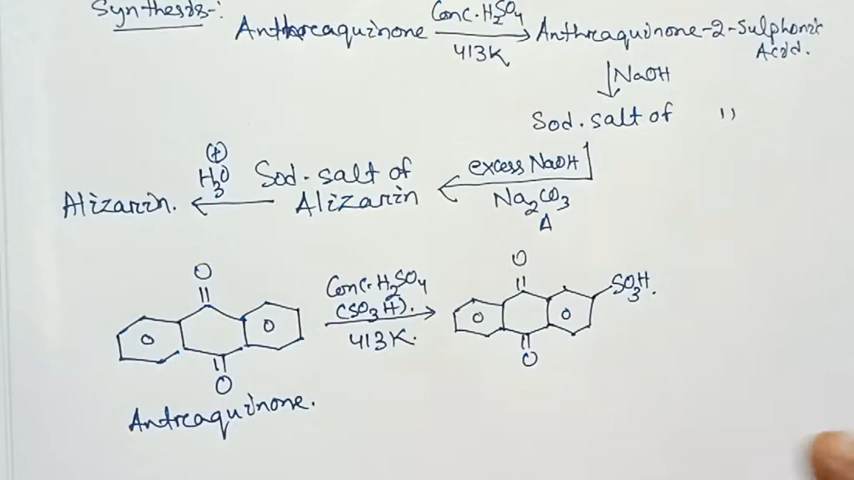 Synthesis:
Anthraquinone Conc. H₂SO₄ 413K Anthraquinone-2-Sulphonic
Acid.
NaOH
Sod. salt of "
excess NaOH
Na₂CO₃
Δ
Sod. salt of
Alizarin
H₃O
⊕
Alizarin.
O
O
Antraquinone.
Conc. H₂SO₄
(SO₃H).
413K.
O
SO₃H.
O